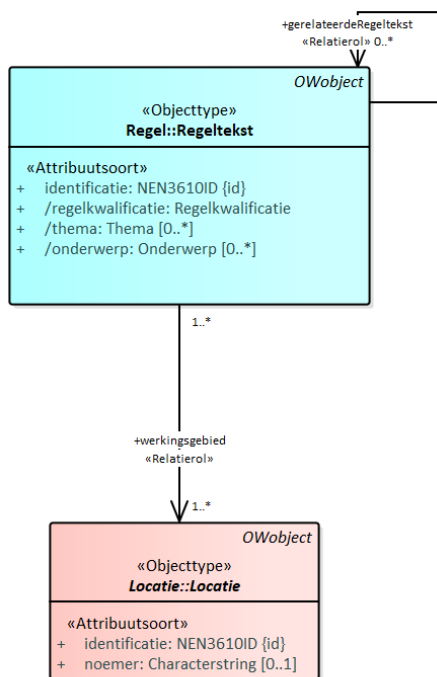 +gerelateerdeRegeltekst
«Relatierol» 0..*
OWobject
«Objecttype»
Regel::Regeltekst
«Attribuutsoort»
+ identificatie: NEN3610ID {id}
+ /regelkwalificatie: Regelkwalificatie
+ /thema: Thema [0..*]
+ /onderwerp: Onderwerp [0..*]
1..*
+werkingsgebied
«Relatierol»
1..*
OWobject
«Objecttype»
Locatie::Locatie
«Attribuutsoort»
+ identificatie: NEN3610ID {id}
+ noemer: Characterstring [0..1]